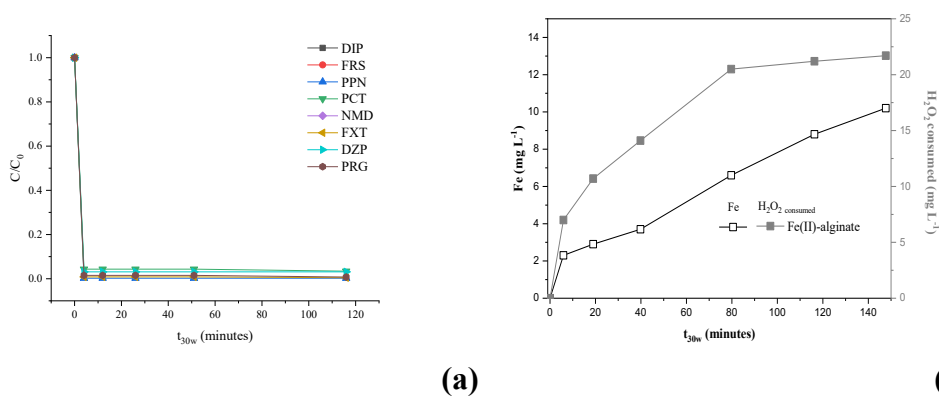 C/C0
1.0
0.8
0.6
0.4
0.2
0.0
0 20 40 60 80 100 120
t30w (minutes)
DIP
FRS
PPN
PCT
NMD
FXT
DZP
PRG
(a)
Fe (mg L-1)
14
12
10
8
6
4
2
0
0 20 40 60 80 100 120 140
t30w (minutes)
25
20
15
10
5
0
H2O2 consumed (mg L-1)
Fe H2O2 consumed
Fe(II)-alginate
(